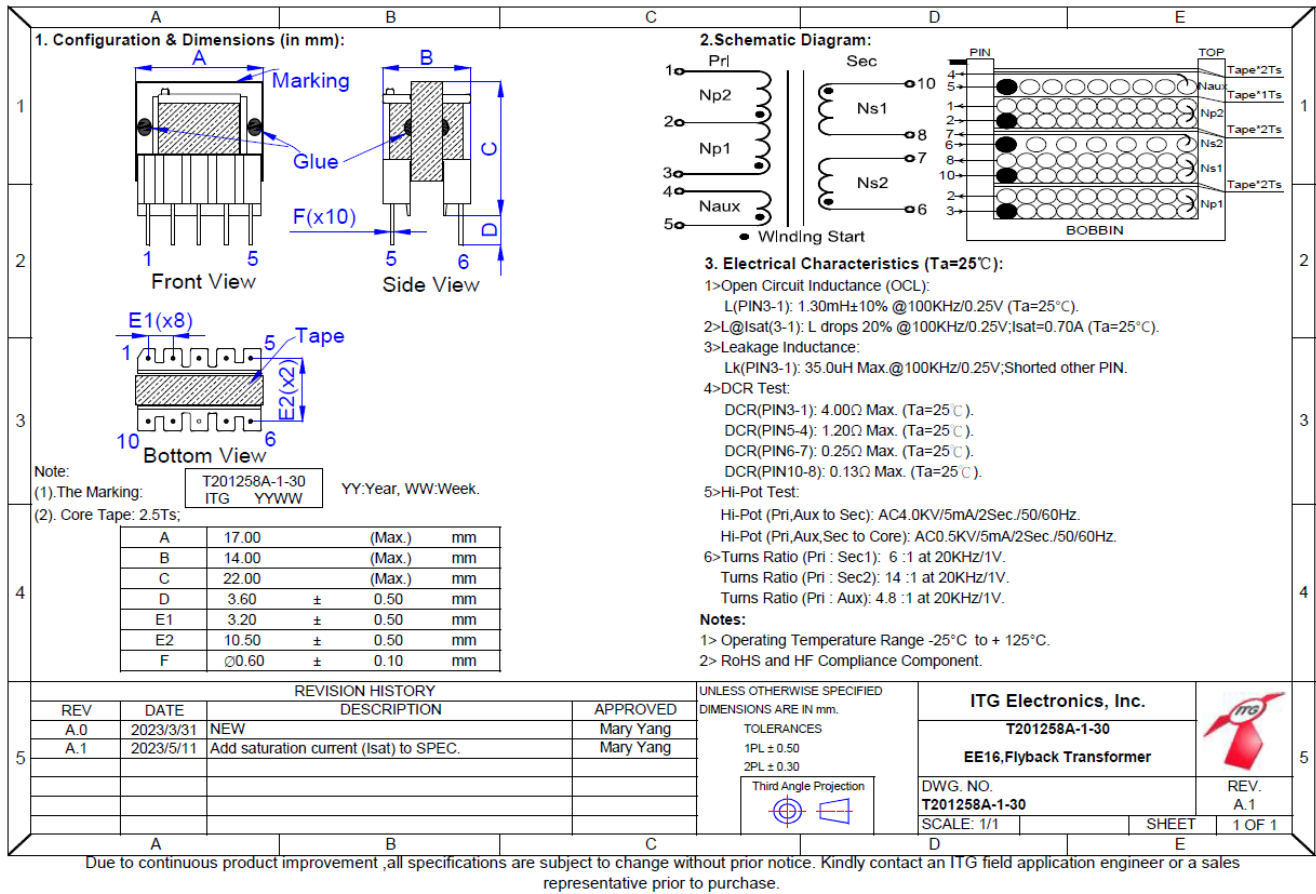 A B C D E
1. Configuration & Dimensions (in mm):
A
Marking
Glue
1 5
Front View
B
C
D
F(x10)
5 6
Side View
E1(x8)
Tape
1 5
E2(x2)
10 6
Bottom View
Note:
(1).The Marking:
T201258A-1-30
ITG YYWW
YY:Year, WW:Week.
(2). Core Tape: 2.5Ts;
A 17.00 (Max.) mm
B 14.00 (Max.) mm
C 22.00 (Max.) mm
D 3.60 ± 0.50 mm
E1 3.20 ± 0.50 mm
E2 10.50 ± 0.50 mm
F ∅0.60 ± 0.10 mm
2.Schematic Diagram:
Pri Sec
1
Np2
2
Np1
3
4
Naux
5
10
Ns1
8
7
Ns2
6
● Winding Start
PIN TOP
4
5
1
2
7
6
8
10
2
3
Tape*2Ts
Naux
Tape*1Ts
Np2
Tape*2Ts
Ns2
Ns1
Tape*2Ts
Np1
BOBBIN
3. Electrical Characteristics (Ta=25℃):
1>Open Circuit Inductance (OCL):
L(PIN3-1): 1.30mH±10% @100KHz/0.25V (Ta=25°C).
2>L@Isat(3-1): L drops 20% @100KHz/0.25V;Isat=0.70A (Ta=25°C).
3>Leakage Inductance:
Lk(PIN3-1): 35.0uH Max.@100KHz/0.25V;Shorted other PIN.
4>DCR Test:
DCR(PIN3-1): 4.00Ω Max. (Ta=25℃).
DCR(PIN5-4): 1.20Ω Max. (Ta=25℃).
DCR(PIN6-7): 0.25Ω Max. (Ta=25℃).
DCR(PIN10-8): 0.13Ω Max. (Ta=25℃).
5>Hi-Pot Test:
Hi-Pot (Pri,Aux to Sec): AC4.0KV/5mA/2Sec./50/60Hz.
Hi-Pot (Pri,Aux,Sec to Core): AC0.5KV/5mA/2Sec./50/60Hz.
6>Turns Ratio (Pri : Sec1): 6 :1 at 20KHz/1V.
Turns Ratio (Pri : Sec2): 14 :1 at 20KHz/1V.
Turns Ratio (Pri : Aux): 4.8 :1 at 20KHz/1V.
Notes:
1> Operating Temperature Range -25°C to + 125°C.
2> RoHS and HF Compliance Component.
1 1
2 2
3 3
4 4
5 5
REVISION HISTORY
REV DATE DESCRIPTION APPROVED
A.0 2023/3/31 NEW Mary Yang
A.1 2023/5/11 Add saturation current (Isat) to SPEC. Mary Yang
UNLESS OTHERWISE SPECIFIED
DIMENSIONS ARE IN mm.
TOLERANCES
1PL ± 0.50
2PL ± 0.30
Third Angle Projection
ITG Electronics, Inc.
T201258A-1-30
EE16,Flyback Transformer
ITG
DWG. NO. REV.
T201258A-1-30 A.1
SCALE: 1/1 SHEET 1 OF 1
A B C D E
Due to continuous product improvement ,all specifications are subject to change without prior notice. Kindly contact an ITG field application engineer or a sales
representative prior to purchase.